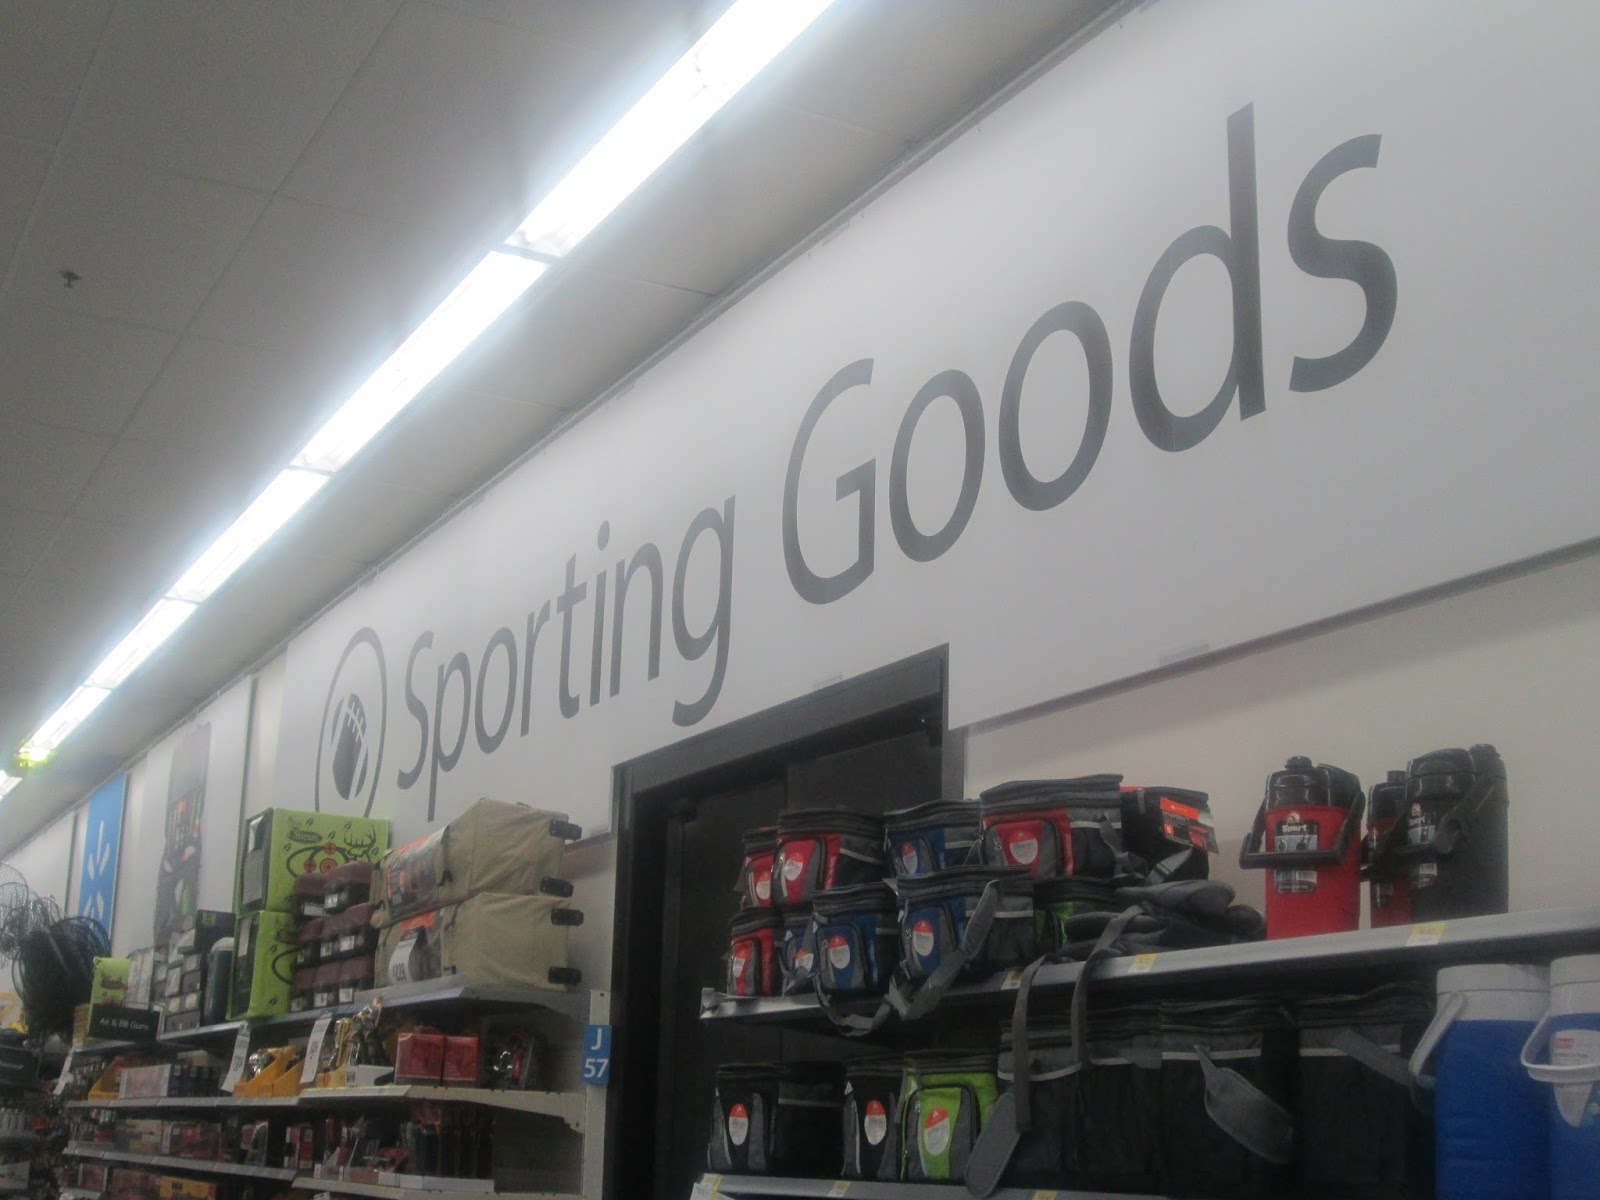 Sporting Goods
J
57
Air & BB Guns
Sport